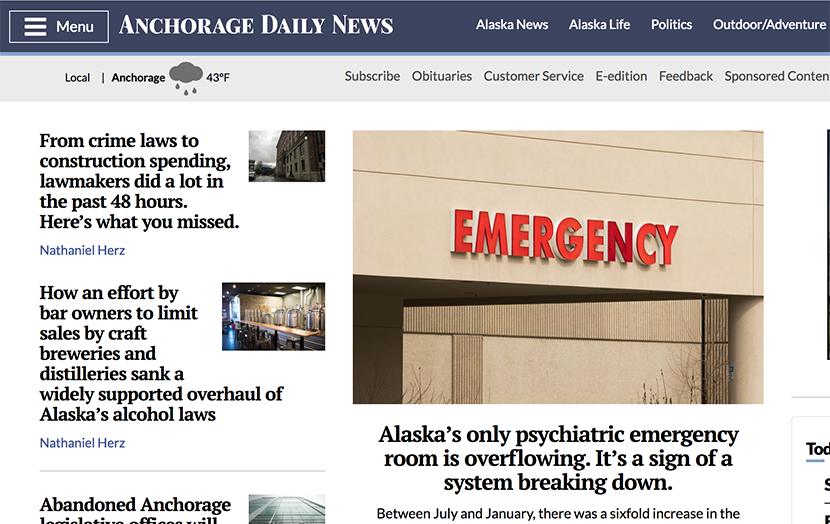 Menu
ANCHORAGE DAILY NEWS
Alaska News Alaska Life Politics Outdoor/Adventure
Local | Anchorage 43°F
Subscribe Obituaries Customer Service E-edition Feedback Sponsored Conten
From crime laws to
construction spending,
lawmakers did a lot in
the past 48 hours.
Here's what you missed.
Nathaniel Herz
How an effort by
bar owners to limit
sales by craft
breweries and
distilleries sank a
widely supported overhaul of
Alaska's alcohol laws
Nathaniel Herz
Abandoned Anchorage
legislative offices will
EMERGENCY
Alaska's only psychiatric emergency
room is overflowing. It's a sign of a
system breaking down.
Between July and January, there was a sixfold increase in the